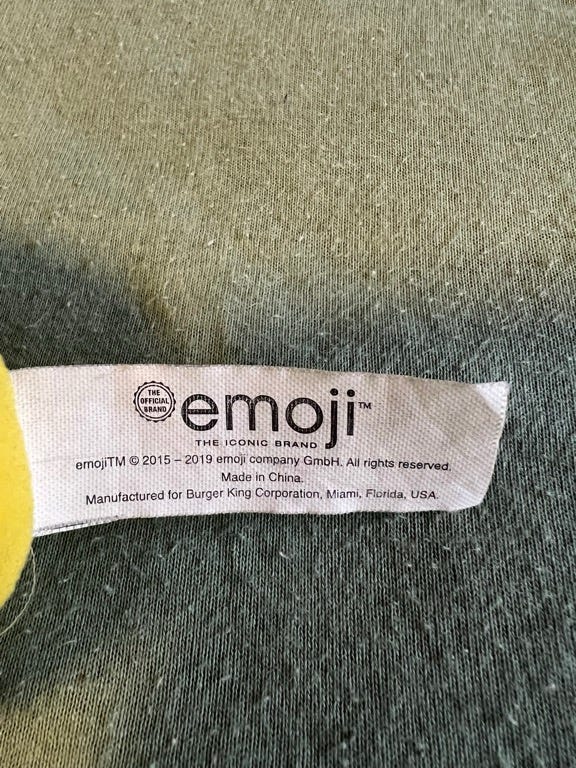 THE
OFFICIAL
BRAND
emoji™
THE ICONIC BRAND
emojiTM © 2015 – 2019 emoji company GmbH. All rights reserved.
Made in China.
Manufactured for Burger King Corporation, Miami, Florida, USA.